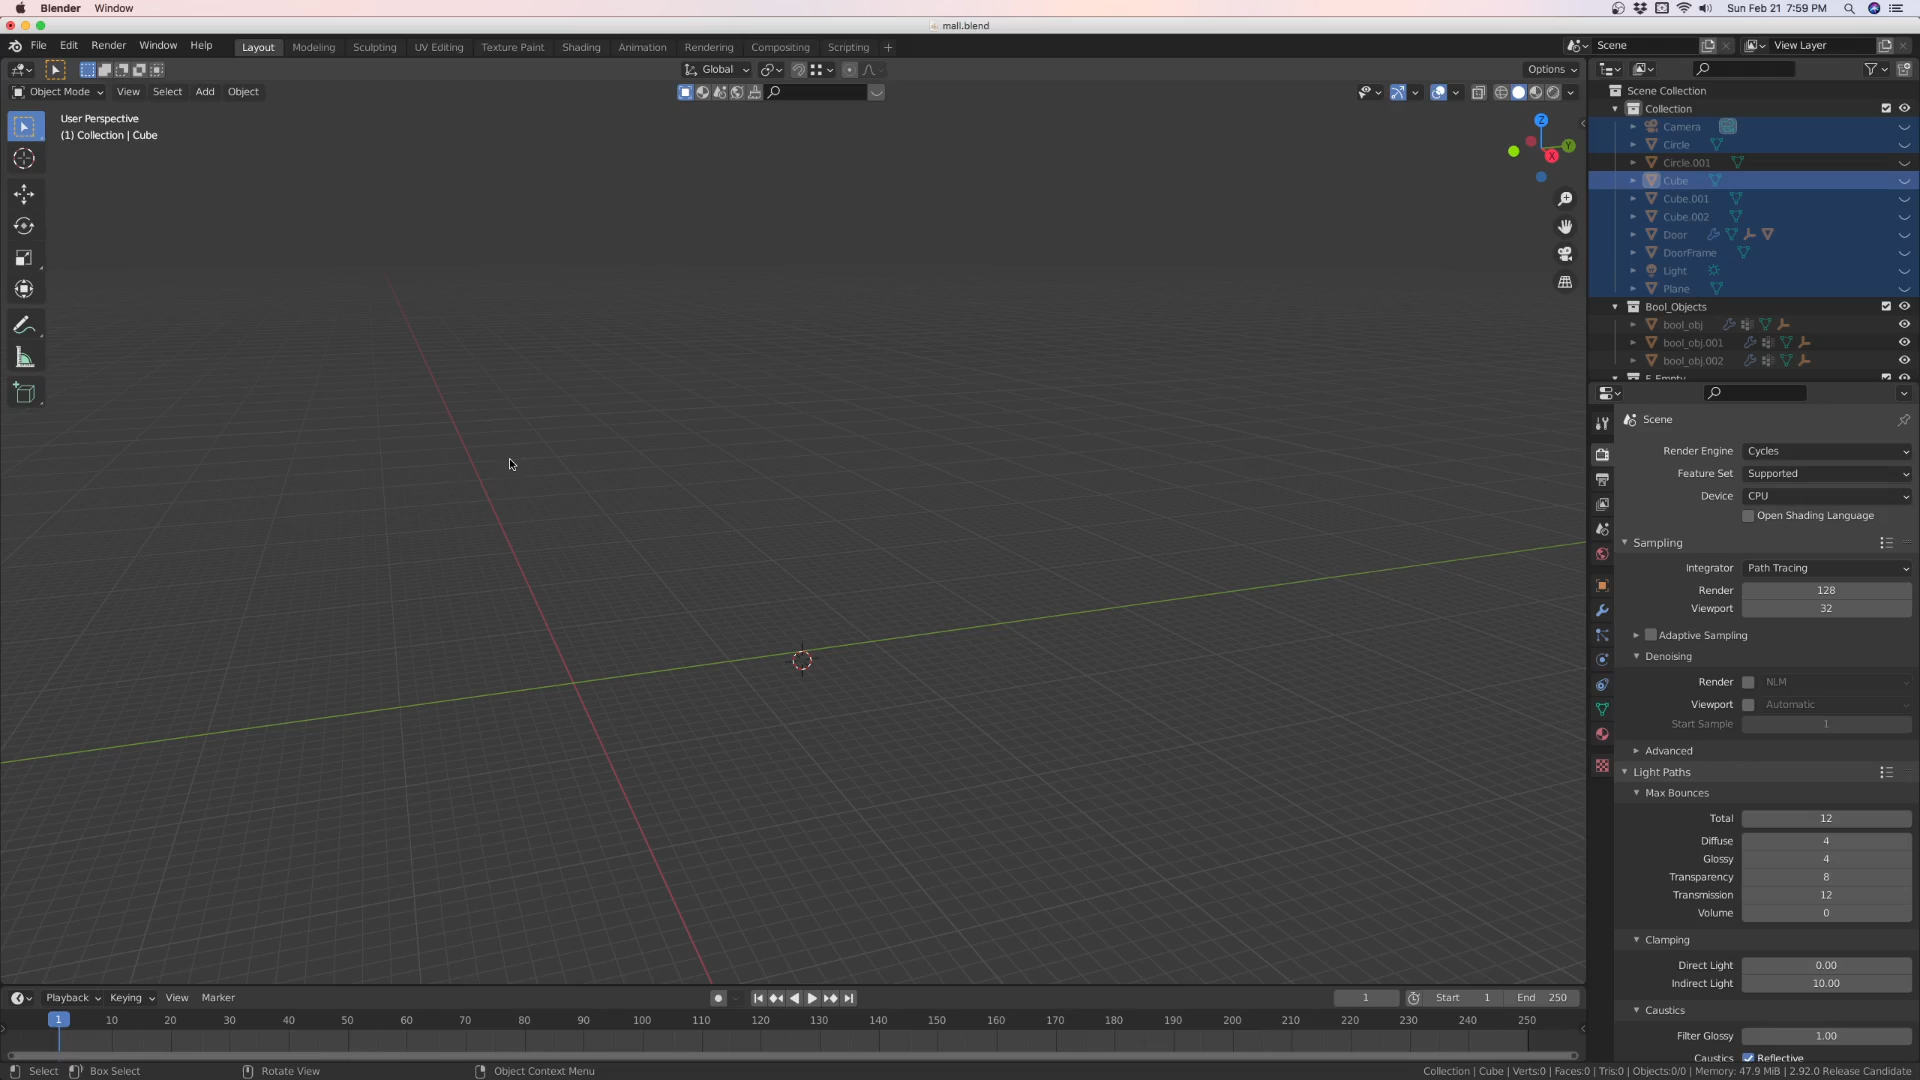 Blender Window Sun Feb 21 7:59 PM
mall.blend
File Edit Render Window Help Layout Modeling Sculpting UV Editing Texture Paint Shading Animation Rendering Compositing Scripting + Scene View Layer
Global Options
Object Mode View Select Add Object
User Perspective
(1) Collection | Cube
Z
Y
X
Scene Collection
Collection
Camera
Circle
Circle.001
Cube
Cube.001
Cube.002
Door
DoorFrame
Light
Plane
Bool_Objects
bool_obj
bool_obj.001
bool_obj.002
Scene
Render Engine Cycles
Feature Set Supported
Device CPU
Open Shading Language
Sampling
Integrator Path Tracing
Render 128
Viewport 32
Adaptive Sampling
Denoising
Render NLM
Viewport Automatic
Start Sample 1
Advanced
Light Paths
Max Bounces
Total 12
Diffuse 4
Glossy 4
Transparency 8
Transmission 12
Volume 0
Clamping
Direct Light 0.00
Indirect Light 10.00
Caustics
Filter Glossy 1.00
Caustics Reflective
Playback Keying View Marker 1 Start 1 End 250
1 10 20 30 40 50 60 70 80 90 100 110 120 130 140 150 160 170 180 190 200 210 220 230 240 250
Select Box Select Rotate View Object Context Menu Collection | Cube | Verts:0 | Faces:0 | Tris:0 | Objects:0/0 | Memory: 47.9 MiB | 2.92.0 Release Candidate